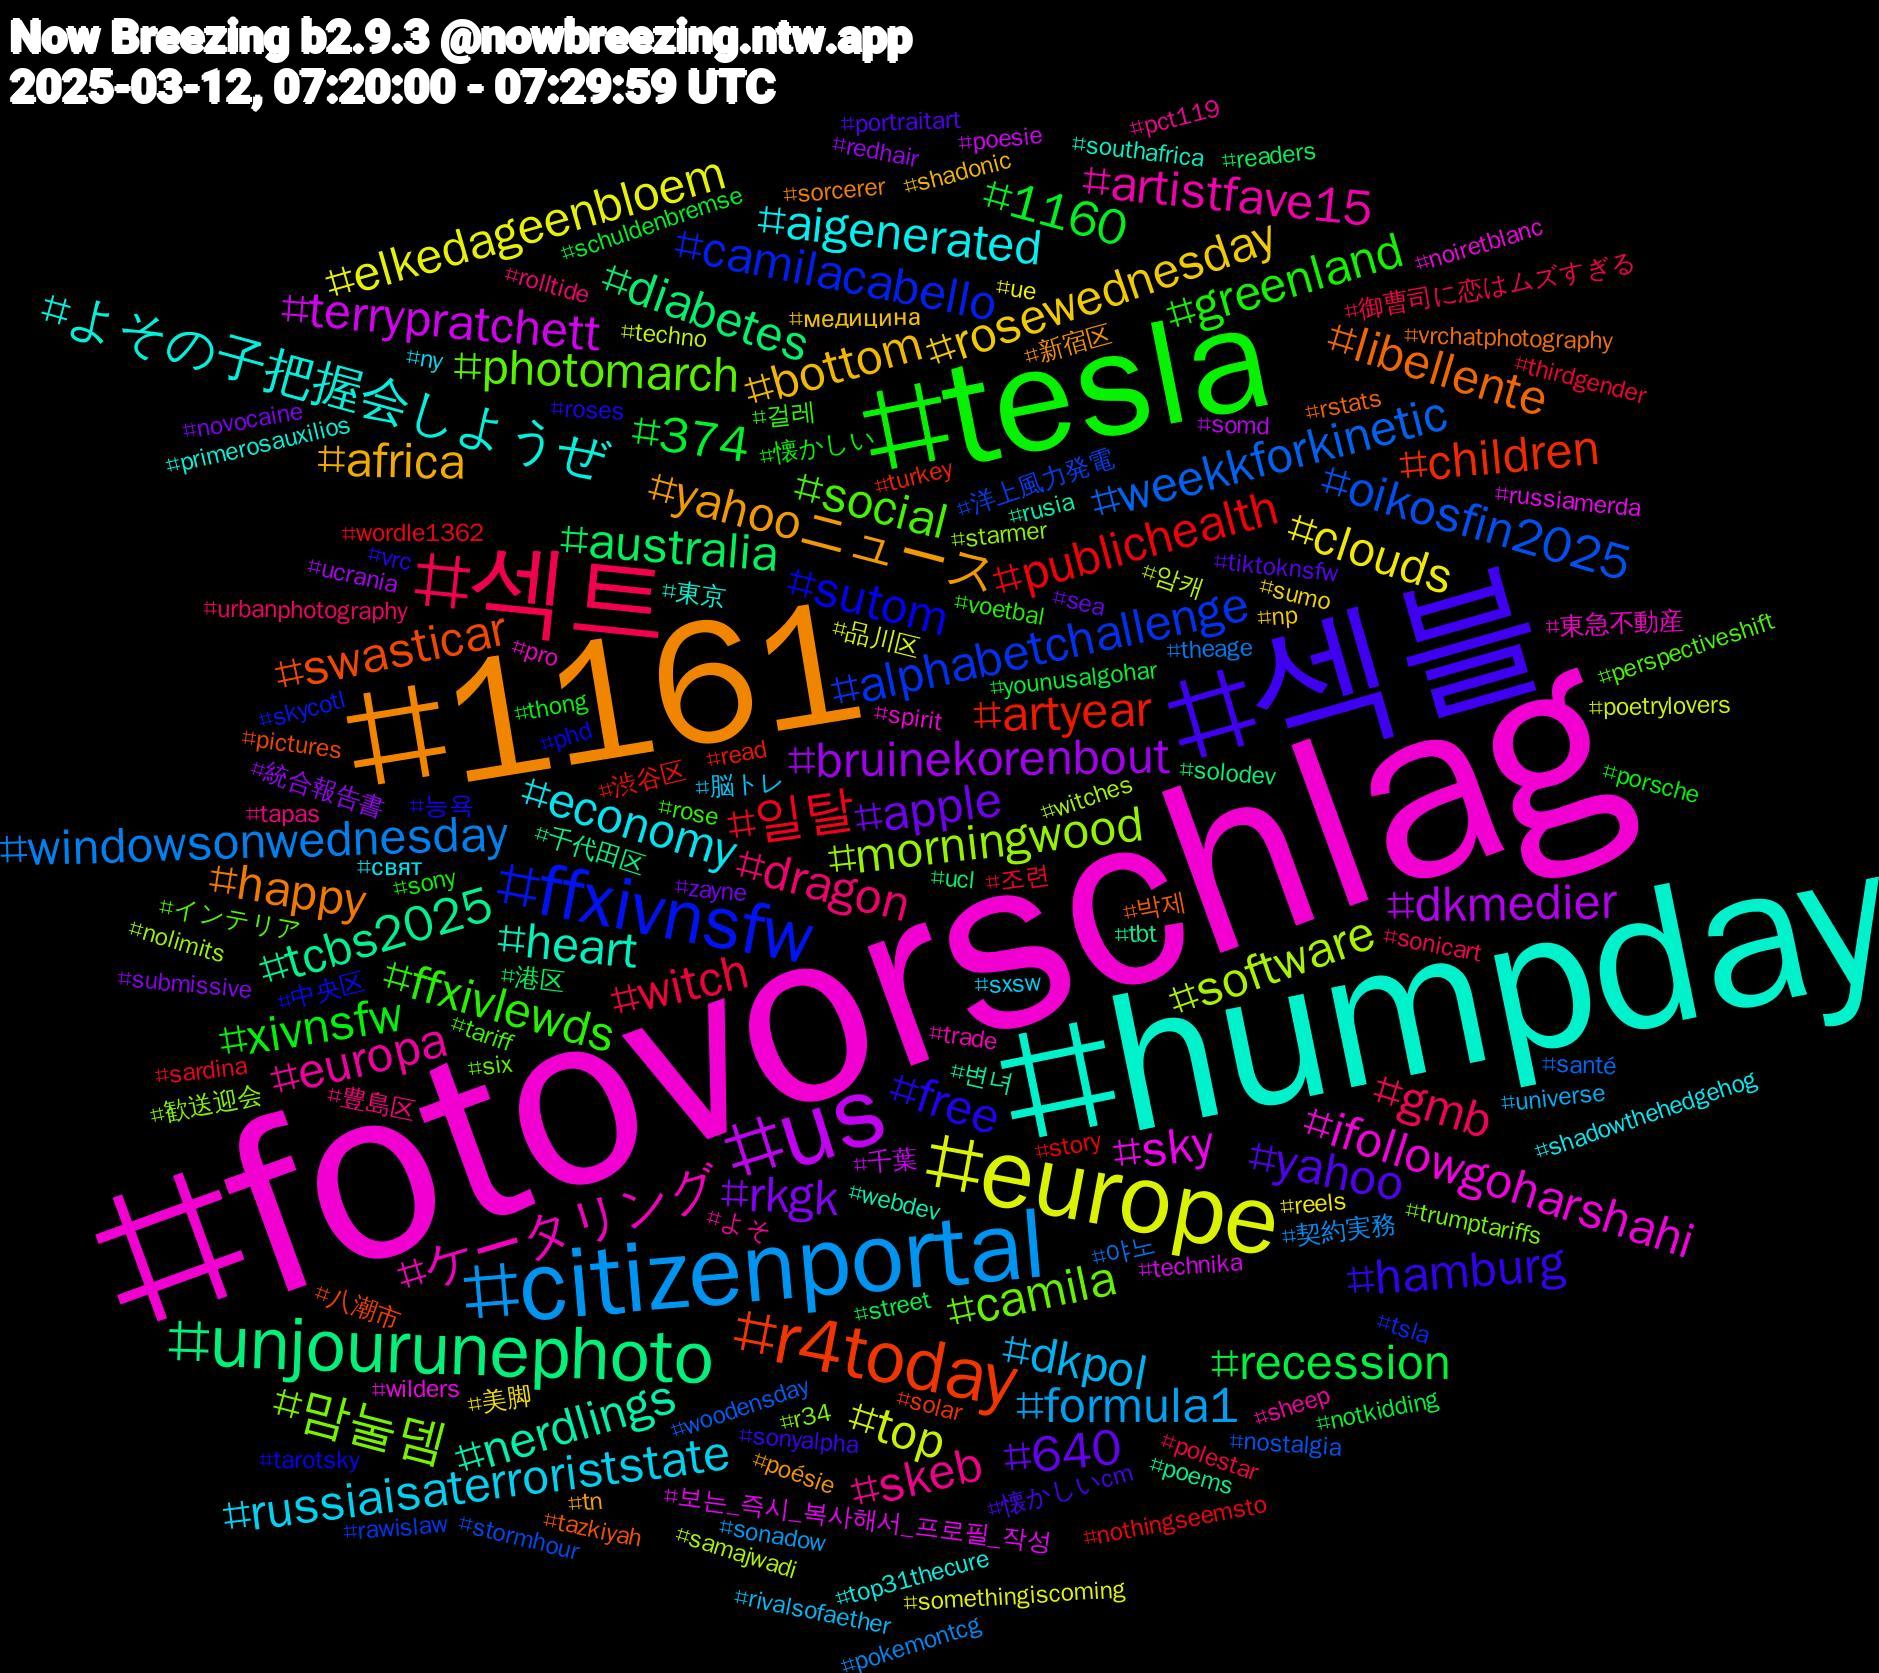 Now Breezing b2.9.3 @nowbreezing.ntw.app
2025-03-12, 07:20:00 - 07:29:59 UTC
#portraitart
#pct119
#redhair
#poesie
#southafrica
#readers
#shadonic
#sorcerer
#artistfave15
#elkedageenbloem
#1160
#schuldenbremse
#aigenerated
#camilacabello
#noiretblanc
#greenland
#diabetes
#rolltide
#御曹司に恋はムズすぎる
#よその子把握会しようぜ
#terrypratchett
#rosewednesday
#ue
#медицина
#techno
#新宿区
#vrchatphotography
#ny
#photomarch
#bottom
#libellente
#thirdgender
#tesla
#roses
#걸레
#novocaine
#primerosauxilios
#374
#懐かしい
#somd
#rstats
#africa
#weekkforkinetic
#children
#turkey
#yahooニュース
#social
#洋上風力発電
#oikosfin2025
#russiamerda
#rusia
#wordle1362
#섹트
#australia
#publichealth
#clouds
#starmer
#vrc
#tiktoknsfw
#ucrania
#sutom
#암캐
#sumo
#東京
#voetbal
#sea
#np
#urbanphotography
#1161
#swasticar
#pro
#品川区
#東急不動産
#alphabetchallenge
#theage
#섹블
#perspectiveshift
#younusalgohar
#skycotl
#thong
#artyear
#poetrylovers
#spirit
#phd
#pictures
#bruinekorenbout
#read
#統合報告書
#solodev
#渋谷区
#porsche
#일탈
#脳トレ
#능욕
#tapas
#rose
#apple
#witches
#economy
#morningwood
#windowsonwednesday
#свят
#千代田区
#fotovorschlag
#humpday
#dragon
#ucl
#조련
#zayne
#sony
#happy
#ffxivnsfw
#박제
#dkmedier
#インテリア
#tcbs2025
#heart
#tbt
#sonicart
#nolimits
#software
#港区
#witch
#submissive
#中央区
#ffxivlewds
#sxsw
#xivnsfw
#tariff
#trade
#six
#europa
#변녀
#santé
#sardina
#free
#gmb
#歓送迎会
#豊島区
#universe
#us
#story
#ifollowgoharshahi
#shadowthehedgehog
#sky
#europe
#千葉
#yahoo
#rkgk
#reels
#ケータリング
#webdev
#よそ
#trumptariffs
#契約実務
#citizenportal
#야노
#technika
#hamburg
#camila
#八潮市
#street
#r4today
#tsla
#unjourunephoto
#dkpol
#recession
#wilders
#美脚
#formula1
#맘눌뎀
#woodensday
#solar
#r34
#sheep
#notkidding
#nerdlings
#top
#sonyalpha
#640
#nostalgia
#polestar
#tarotsky
#russiaisaterroriststate
#poésie
#skeb
#poems
#懐かしいcm
#tn
#보는_즉시_복사해서_프로필_작성
#nothingseemsto
#rawislaw
#stormhour
#sonadow
#tazkiyah
#samajwadi
#top31thecure
#somethingiscoming
#rivalsofaether
#pokemontcg